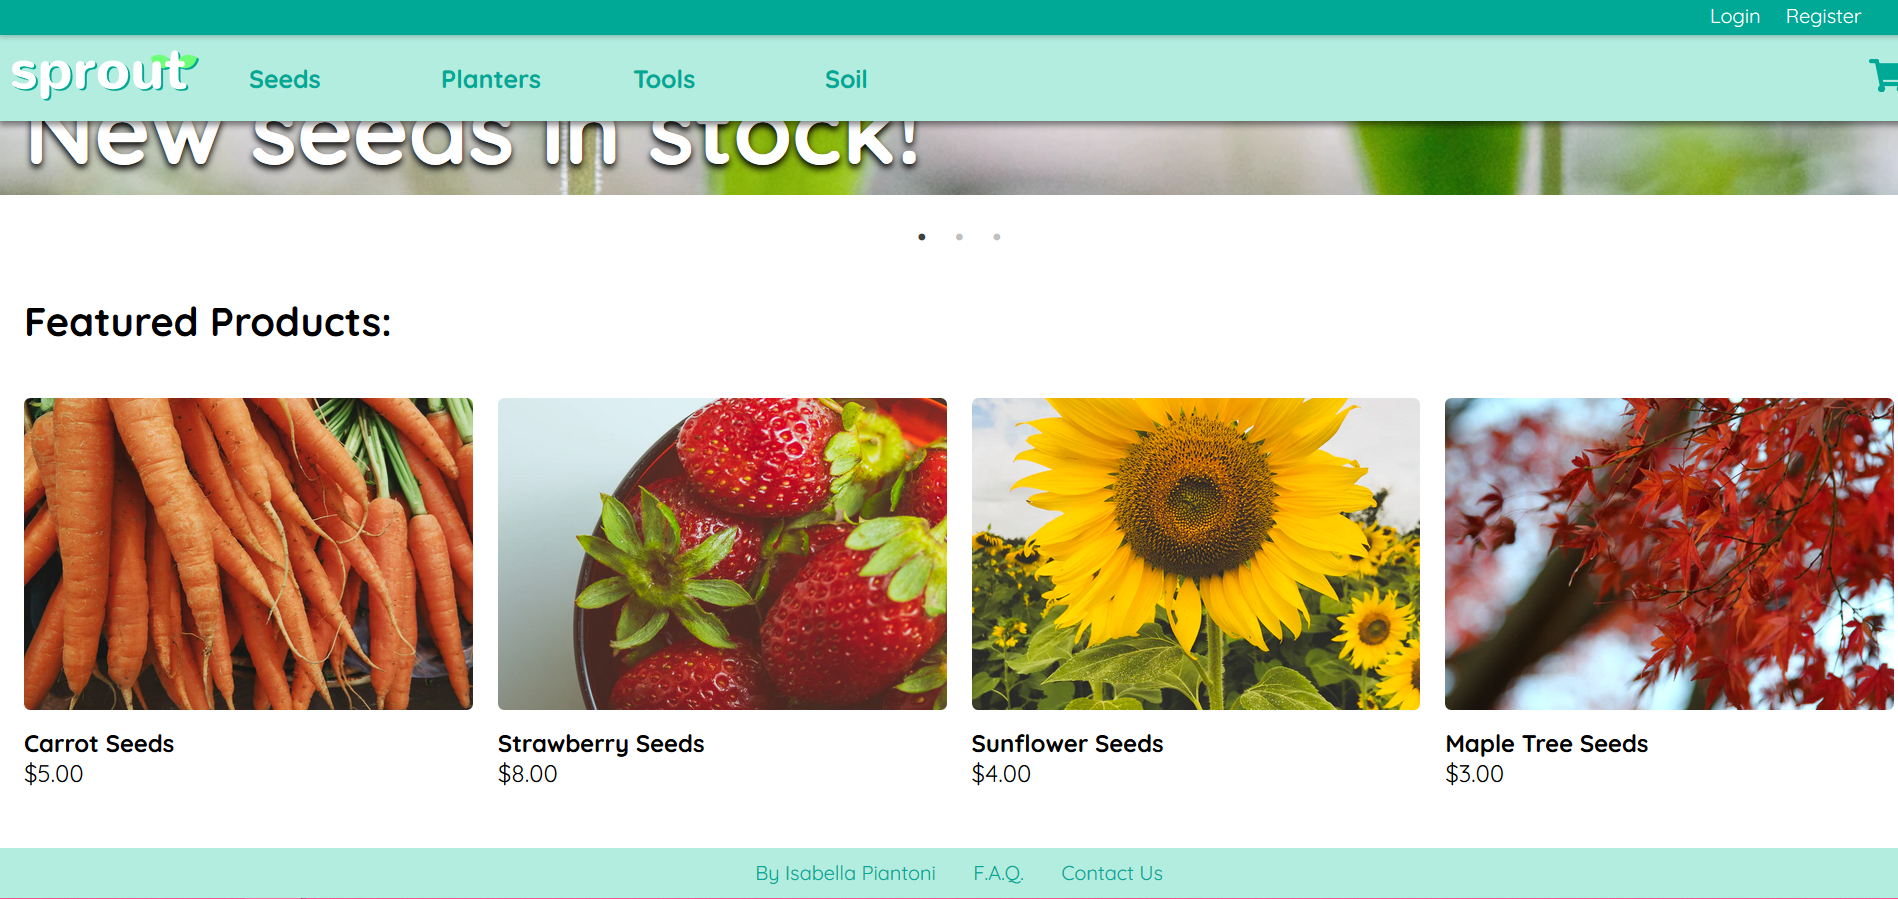 Login Register
sprout Seeds Planters Tools Soil
New seeds in stock!
Featured Products:
Carrot Seeds Strawberry Seeds Sunflower Seeds Maple Tree Seeds
$5.00 $8.00 $4.00 $3.00
By Isabella Piantoni F.A.Q. Contact Us